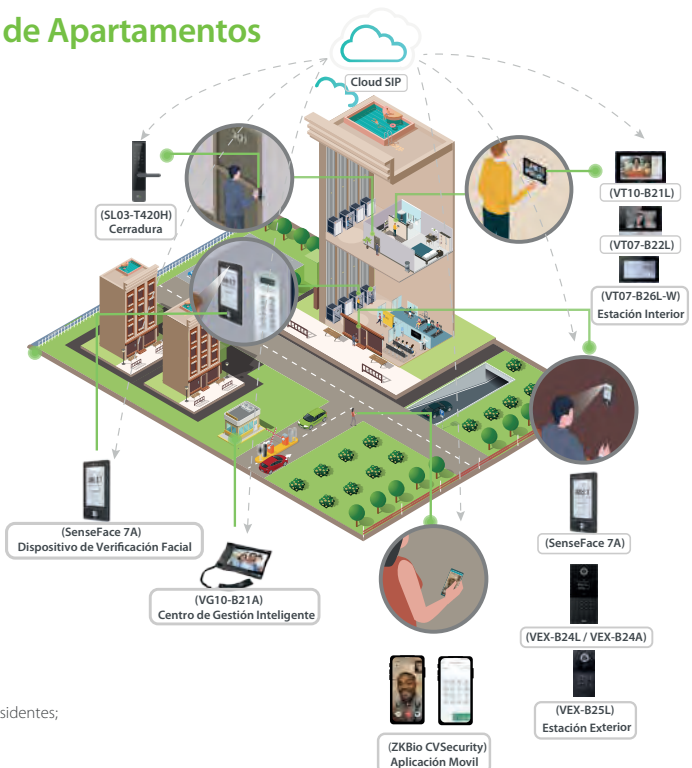 de Apartamentos
Cloud SIP
(SL03-T420H)
Cerradura
(VT10-B21L)
(VT07-B22L)
(VT07-B26L-W)
Estación Interior
(SenseFace 7A)
Dispositivo de Verificación Facial
(VG10-B21A)
Centro de Gestión Inteligente
(SenseFace 7A)
(VEX-B24L / VEX-B24A)
(VEX-B25L)
Estación Exterior
sidentes;
(ZKBio CVSecurity)
Aplicación Movil